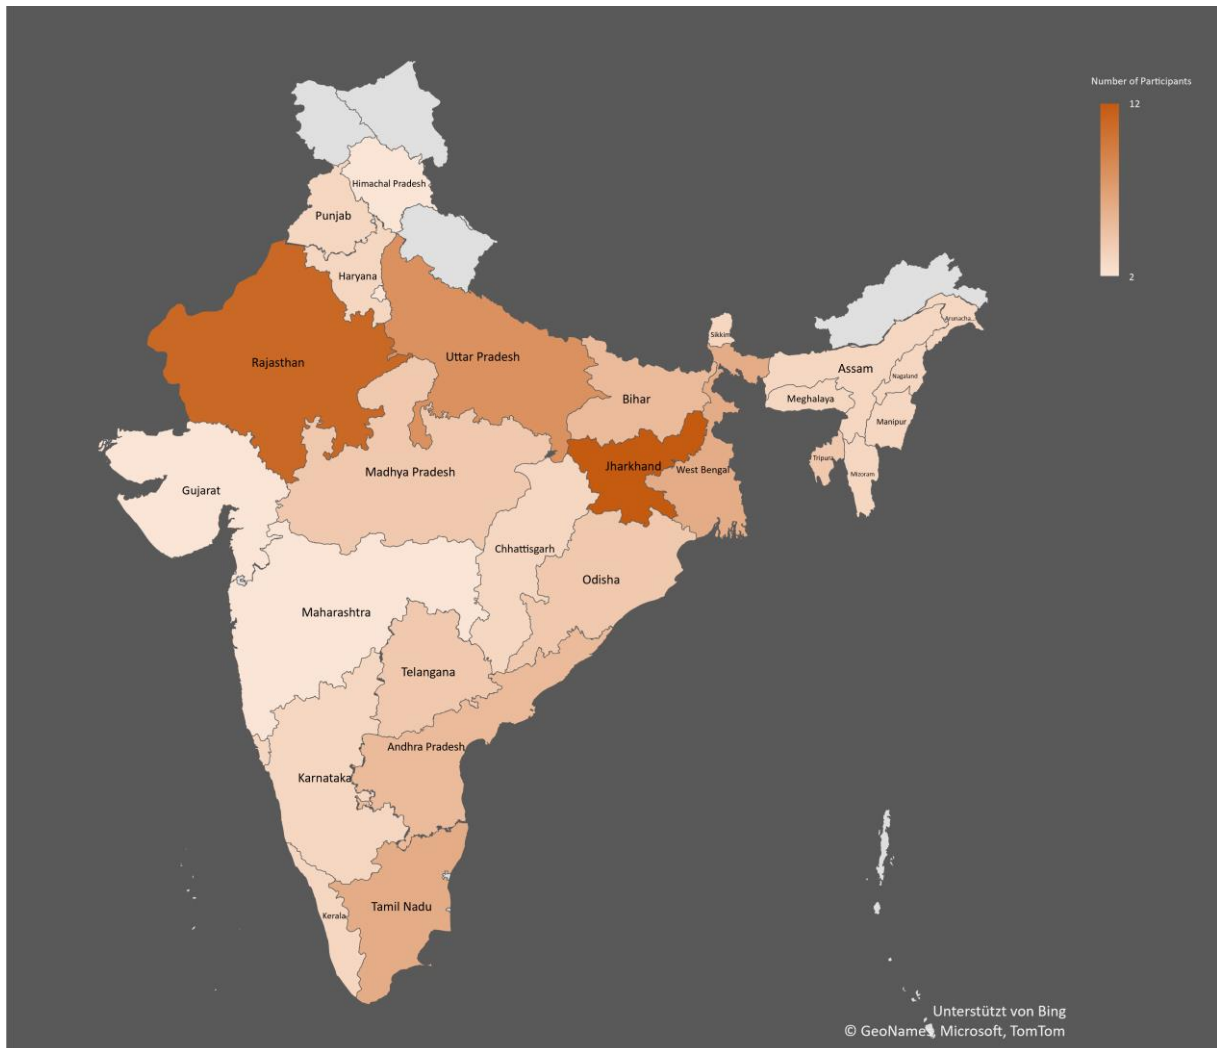 Number of Participants
12
2
Himachal Pradesh
Punjab
Haryana
Rajasthan
Uttar Pradesh
Bihar
Sikkim
Arunacha...
Assam
Nagaland
Meghalaya
Manipur
Tripura
Mizoram
Jharkhand
West Bengal
Madhya Pradesh
Gujarat
Chhattisgarh
Odisha
Maharashtra
Telangana
Andhra Pradesh
Karnataka
Kerala
Tamil Nadu
Unterstützt von Bing
© GeoNames, Microsoft, TomTom